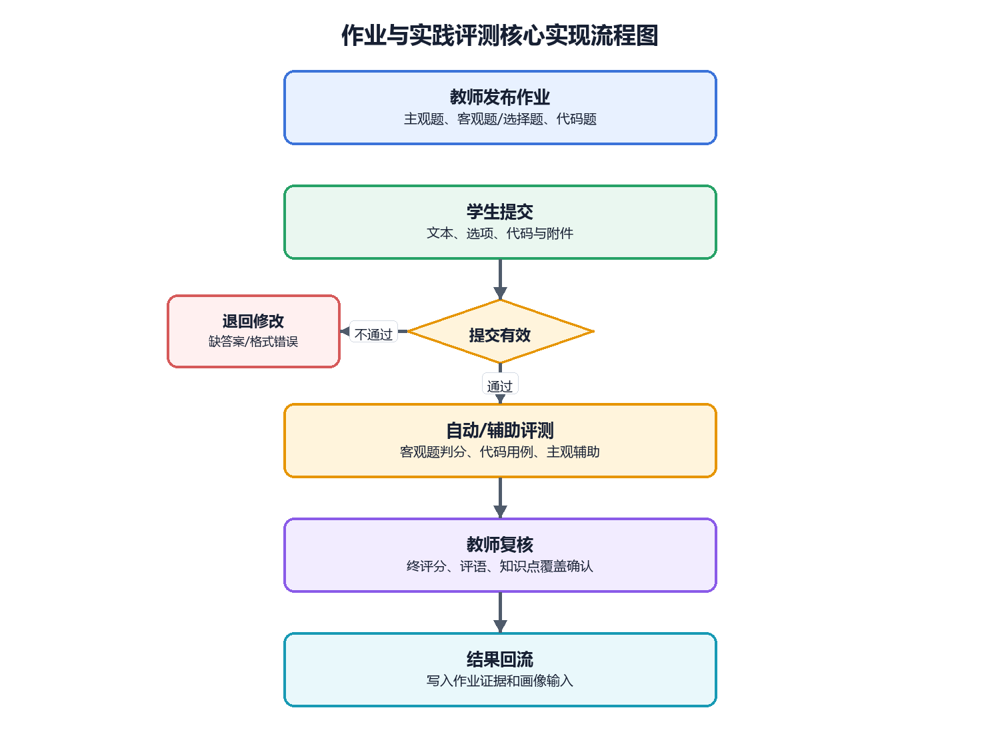 作业与实践评测核心实现流程图
教师发布作业
主观题、客观题/选择题、代码题
学生提交
文本、选项、代码与附件
退回修改
缺答案/格式错误
不通过
提交有效
通过
自动/辅助评测
客观题判分、代码用例、主观辅助
教师复核
终评分、评语、知识点覆盖确认
结果回流
写入作业证据和画像输入